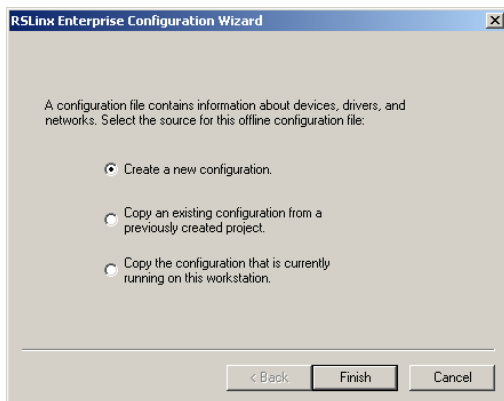 RSLinx Enterprise Configuration Wizard
A configuration file contains information about devices, drivers, and
networks. Select the source for this offline configuration file:
Create a new configuration.
Copy an existing configuration from a
previously created project.
Copy the configuration that is currently
running on this workstation.
< Back Finish Cancel